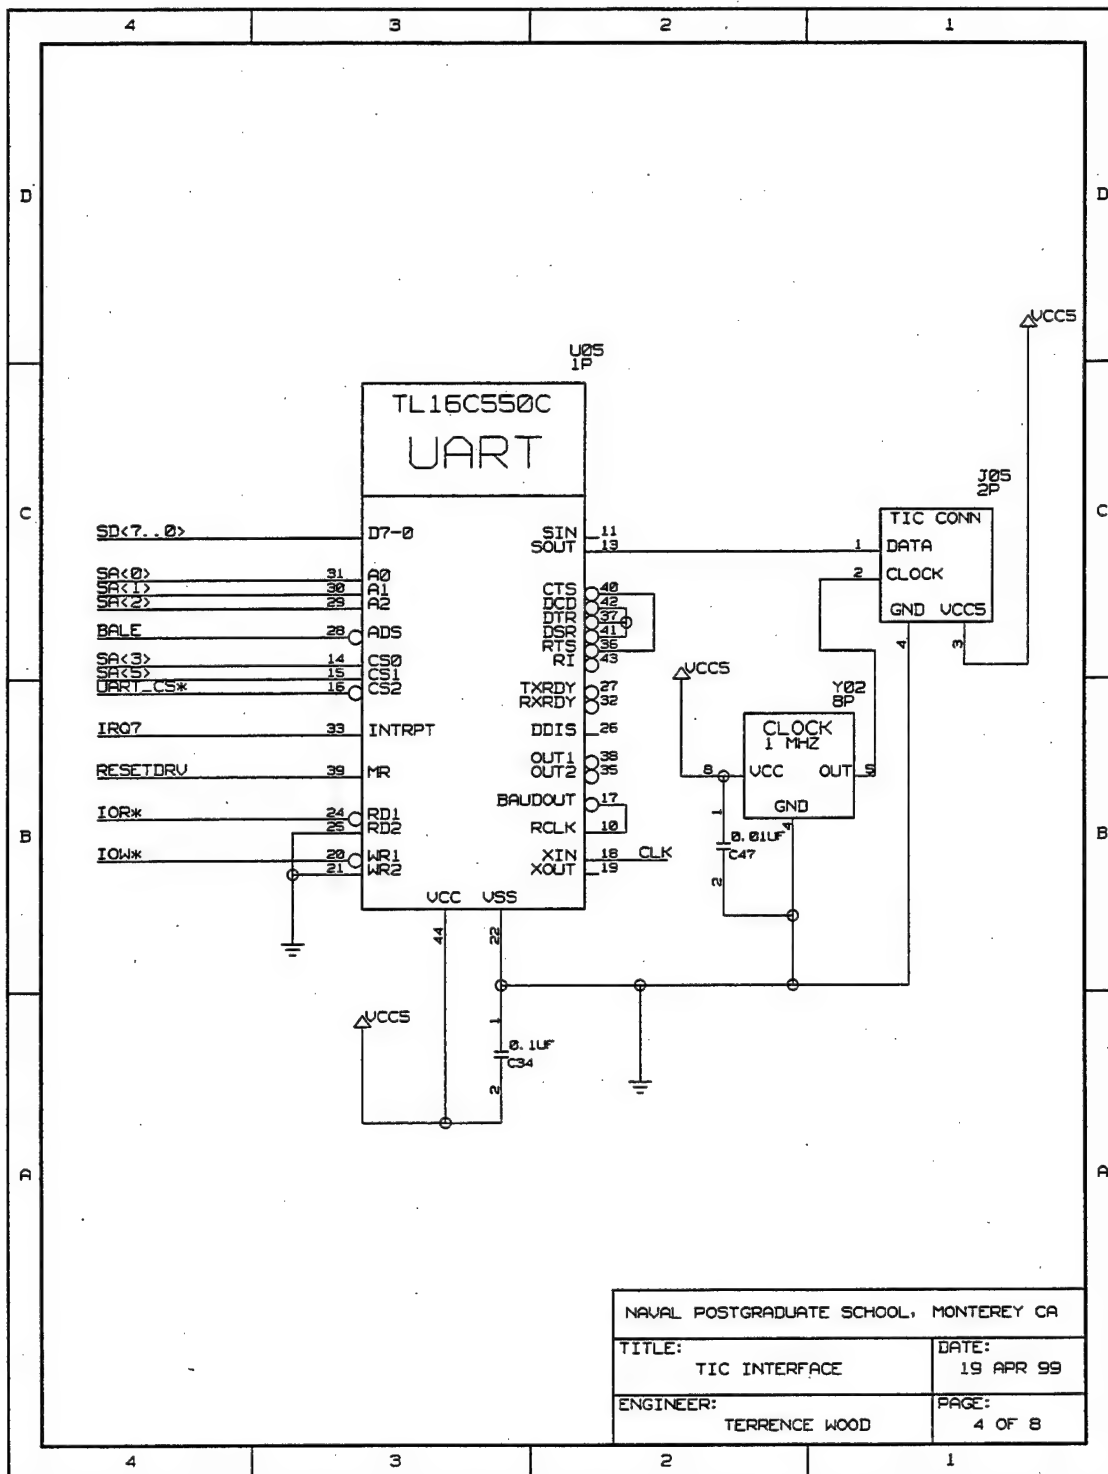 4 3 2 1
D D
VCC5
U05
1P
TL16C550C
UART
J05
2P
C C
TIC CONN
SD<7..0> D7-0 SIN 11
SOUT 13 1 DATA
SA<0> 31 A0 2 CLOCK
SA<1> 30 A1 CTS 40
SA<2> 29 A2 DCD 42
DTR 37 GND VCC5
BALE 28 ADS DSR 41 4 3
RTS 36
SA<3> 14 CS0 RI 43
SA<5> 15 CS1 VCC5
UART_CS* 16 CS2 TXRDY 27 Y02
RXRDY 32 8P
IRQ7 33 INTRPT DDIS 26 CLOCK
1 MHZ
OUT1 38
RESETDRV 39 MR OUT2 35 8 VCC OUT 5
BAUDOUT 17 GND
IOR* 24 RD1 1 4
25 RD2 RCLK 10
B B
0.01UF
C47
IOW* 20 WR1 XIN 18 CLK
21 WR2 XOUT 19 2
VCC VSS
44 22
VCC5 1
0.1UF
C34
2
A A
NAVAL POSTGRADUATE SCHOOL, MONTEREY CA
TITLE: DATE:
TIC INTERFACE 19 APR 99
ENGINEER: PAGE:
TERRENCE WOOD 4 OF 8
4 3 2 1